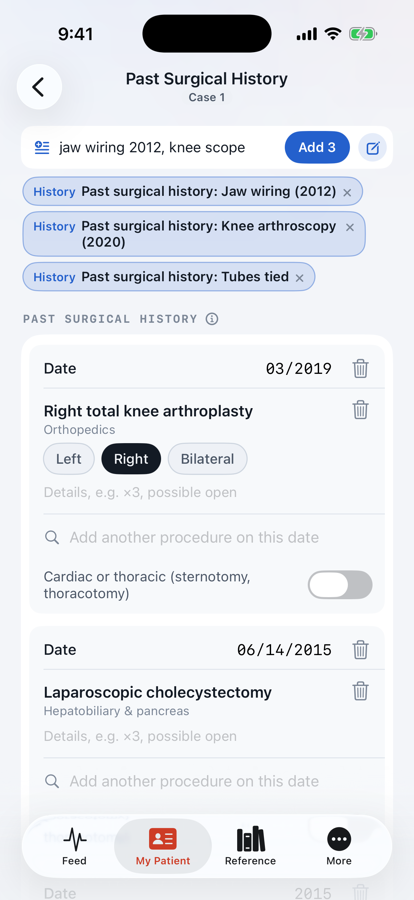 9:41
Past Surgical History
Case 1
jaw wiring 2012, knee scope
Add 3
History Past surgical history: Jaw wiring (2012) ×
History Past surgical history: Knee arthroscopy ×
(2020)
History Past surgical history: Tubes tied ×
PAST SURGICAL HISTORY
Date 03/2019
Right total knee arthroplasty
Orthopedics
Left Right Bilateral
Details, e.g. ×3, possible open
Add another procedure on this date
Cardiac or thoracic (sternotomy,
thoracotomy)
Date 06/14/2015
Laparoscopic cholecystectomy
Hepatobiliary & pancreas
Details, e.g. ×3, possible open
Add another procedure on this date
thoracotomy)
Feed My Patient Reference More
Date 2015